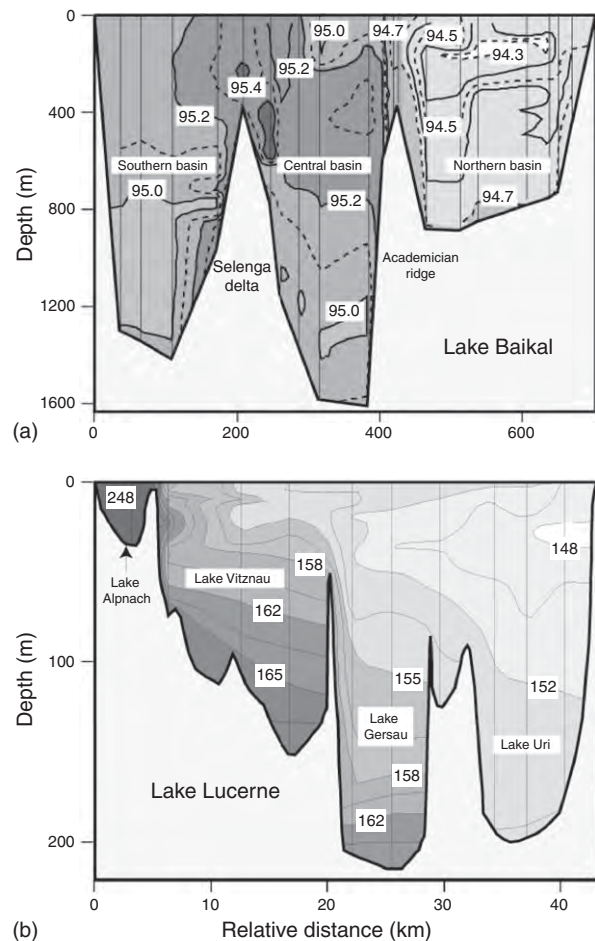 0
95.0
94.7
94.5
94.3
95.2
95.4
400
95.2
94.5
Southern basin
Central basin
Northern basin
95.0
95.2
94.7
800
Depth (m)
Selenga
delta
Academician
ridge
1200
95.0
Lake Baikal
1600
(a)
0
200
400
600
0
248
148
158
Lake Vitznau
Lake
Alpnach
162
100
165
155
152
Depth (m)
Lake
Gersau
Lake Uri
158
Lake Lucerne
162
200
0
10
20
30
40
(b)
Relative distance (km)